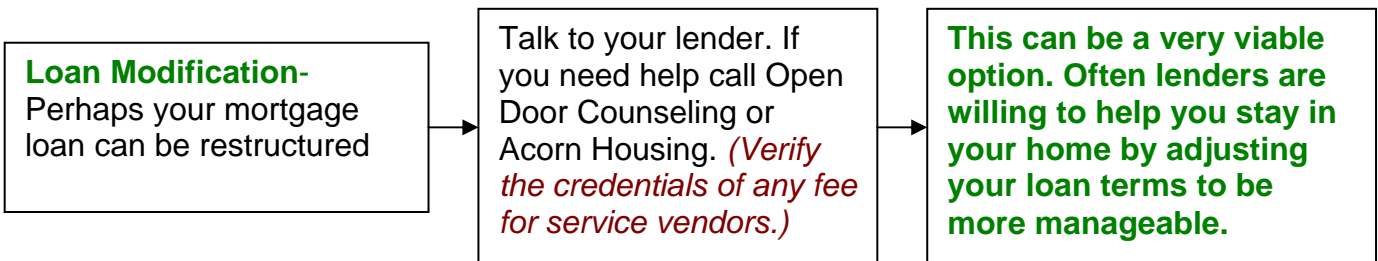 Loan Modification-
Perhaps your mortgage
loan can be restructured
Talk to your lender. If
you need help call Open
Door Counseling or
Acorn Housing. (Verify
the credentials of any fee
for service vendors.)
This can be a very viable
option. Often lenders are
willing to help you stay in
your home by adjusting
your loan terms to be
more manageable.